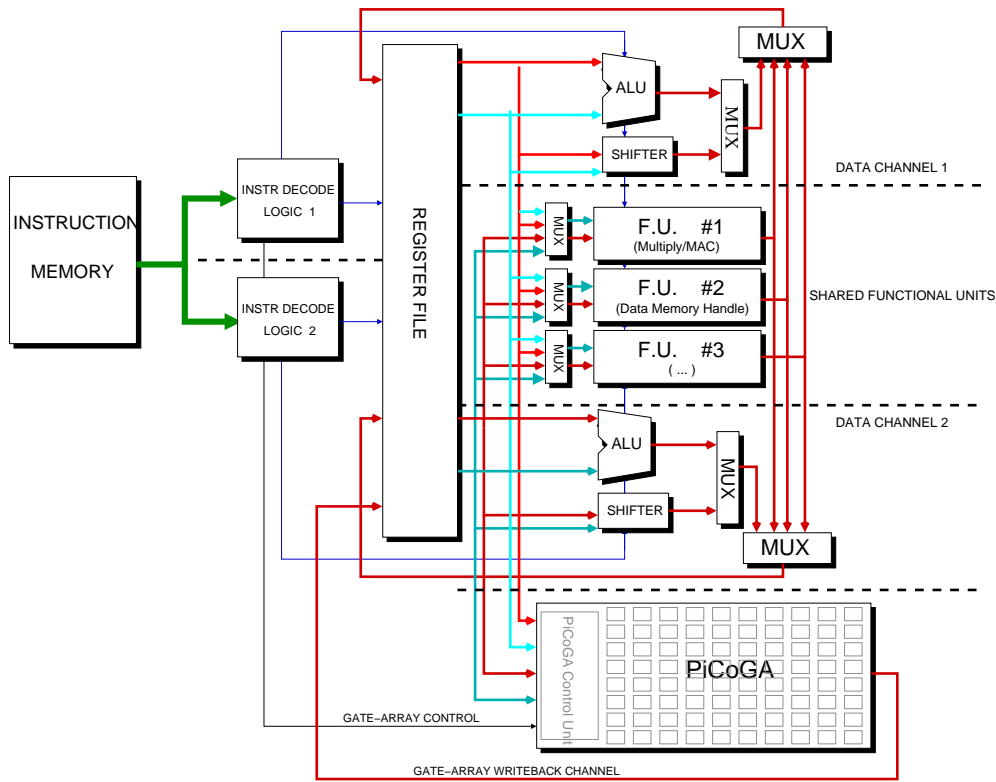 MUX
ALU
MUX
SHIFTER
DATA CHANNEL 1
INSTRUCTION
MEMORY
INSTR DECODE
LOGIC 1
INSTR DECODE
LOGIC 2
REGISTER FILE
MUX
F.U. #1
(Multiply/MAC)
MUX
F.U. #2
(Data Memory Handle)
SHARED FUNCTIONAL UNITS
MUX
F.U. #3
( ... )
DATA CHANNEL 2
ALU
MUX
SHIFTER
MUX
PiCoGA Control Unit
PiCoGA
GATE-ARRAY CONTROL
GATE-ARRAY WRITEBACK CHANNEL